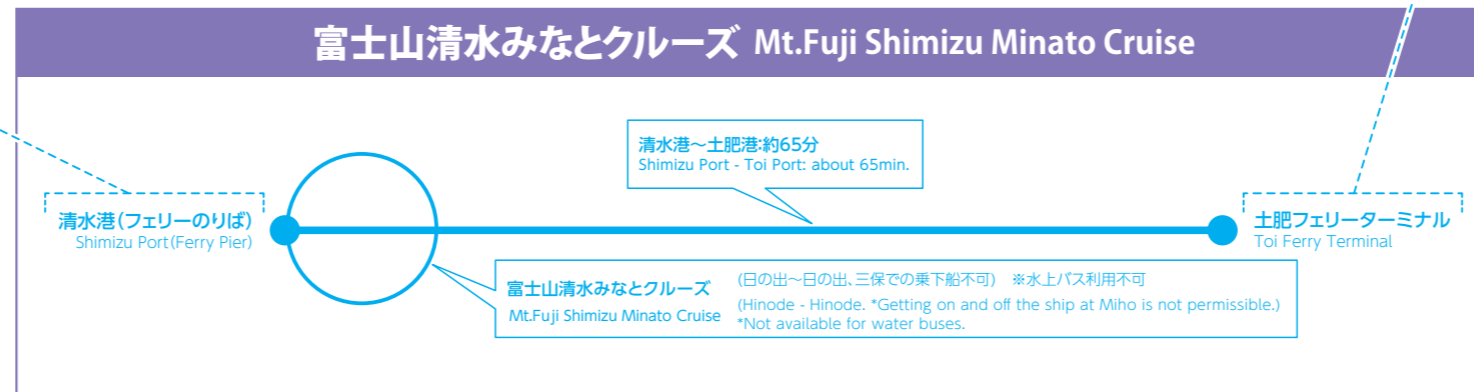 富士山清水みなとクルーズ Mt.Fuji Shimizu Minato Cruise
清水港~土肥港:約65分
Shimizu Port - Toi Port: about 65min.
清水港(フェリーのりば)
Shimizu Port(Ferry Pier)
土肥フェリーターミナル
Toi Ferry Terminal
富士山清水みなとクルーズ
Mt.Fuji Shimizu Minato Cruise
(日の出~日の出、三保での乗下船不可) ※水上バス利用不可
(Hinode - Hinode. *Getting on and off the ship at Miho is not permissible.)
*Not available for water buses.